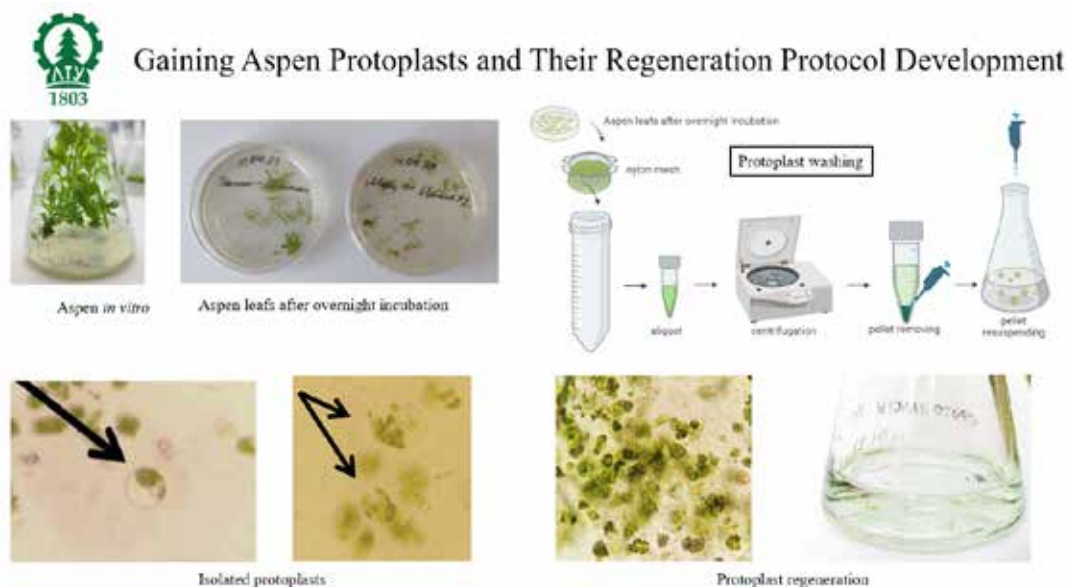 Gaining Aspen Protoplasts and Their Regeneration Protocol Development
ЛТУ
1803
Aspen leafs after overnight incubation
nylon mesh
Protoplast washing
aliquot
centrifugation
pellet removing
pellet
resuspending
Aspen in vitro
Aspen leafs after overnight incubation
Isolated protoplasts
Protoplast regeneration